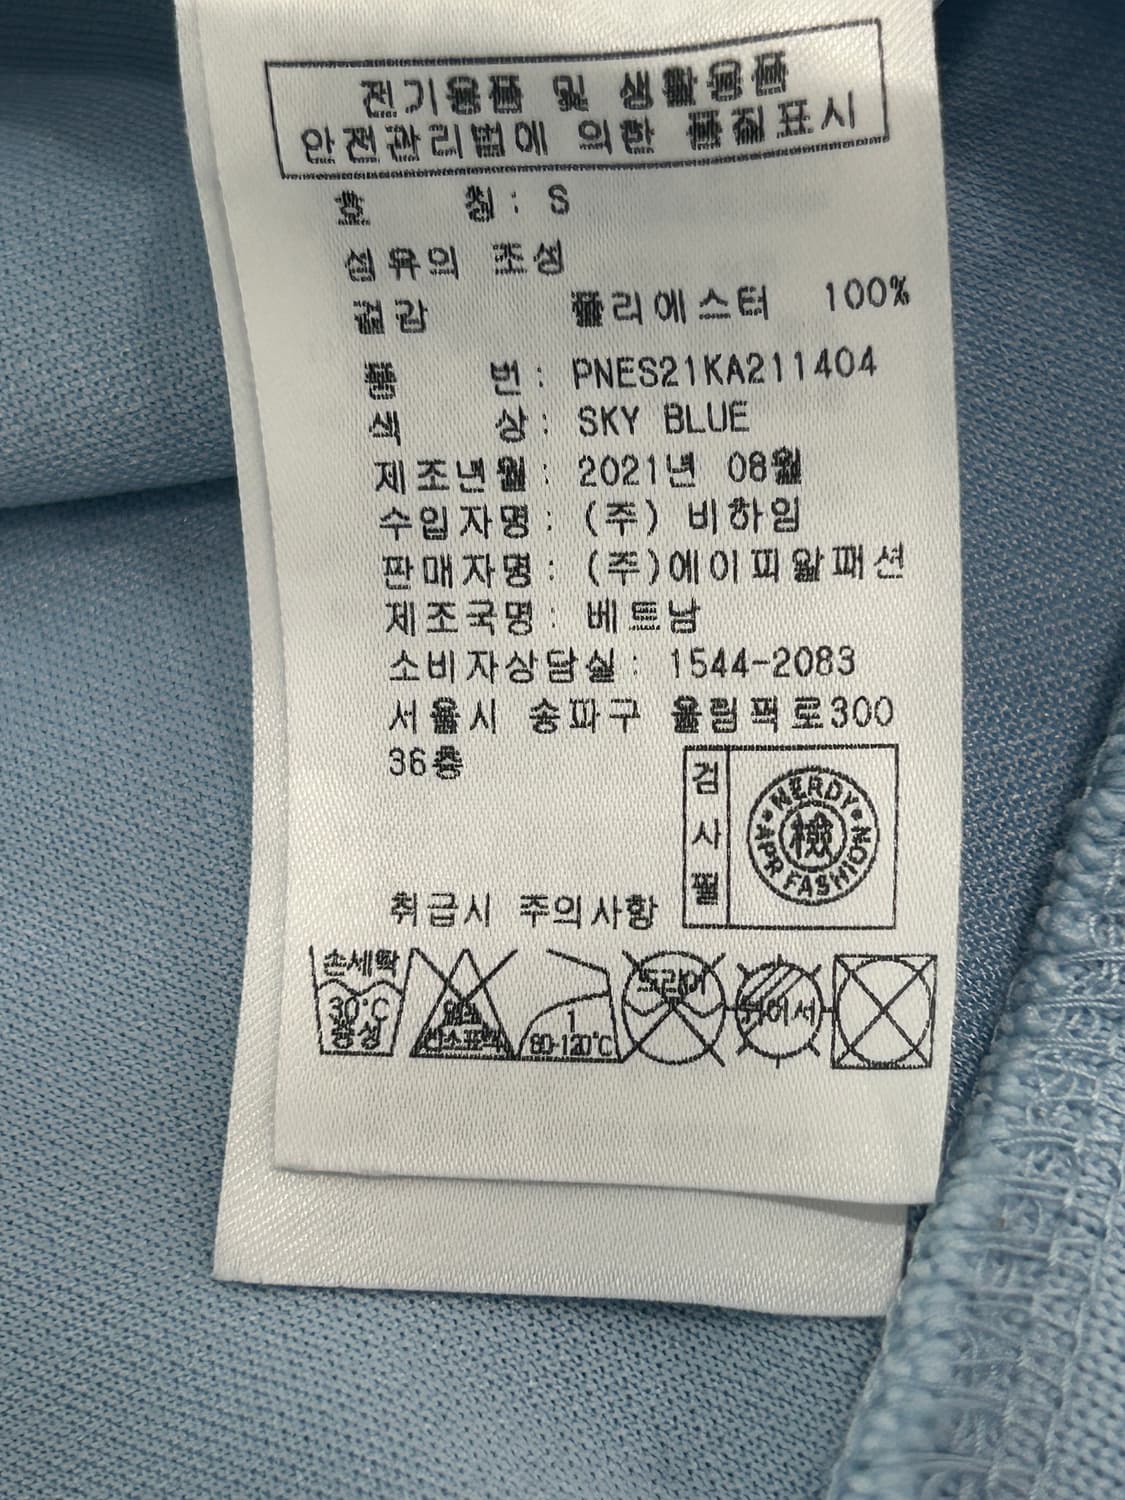 전기용품 및 생활용품
안전관리법에 의한 품질표시
호 칭: S
섬유의 조성
겉감 폴리에스터 100%
품 번: PNES21KA211404
색 상: SKY BLUE
제조년월: 2021년 08월
수입자명: (주) 비하임
판매자명: (주)에이피알패션
제조국명: 베트남
소비자상담실: 1544-2083
서울시 송파구 올림픽로300
36층
검사필
NERDY
檢
APR FASHION
취급시 주의사항
손세탁
30°C
중성
염소
산소표백
1
80-120°C
드라이
뉘어서